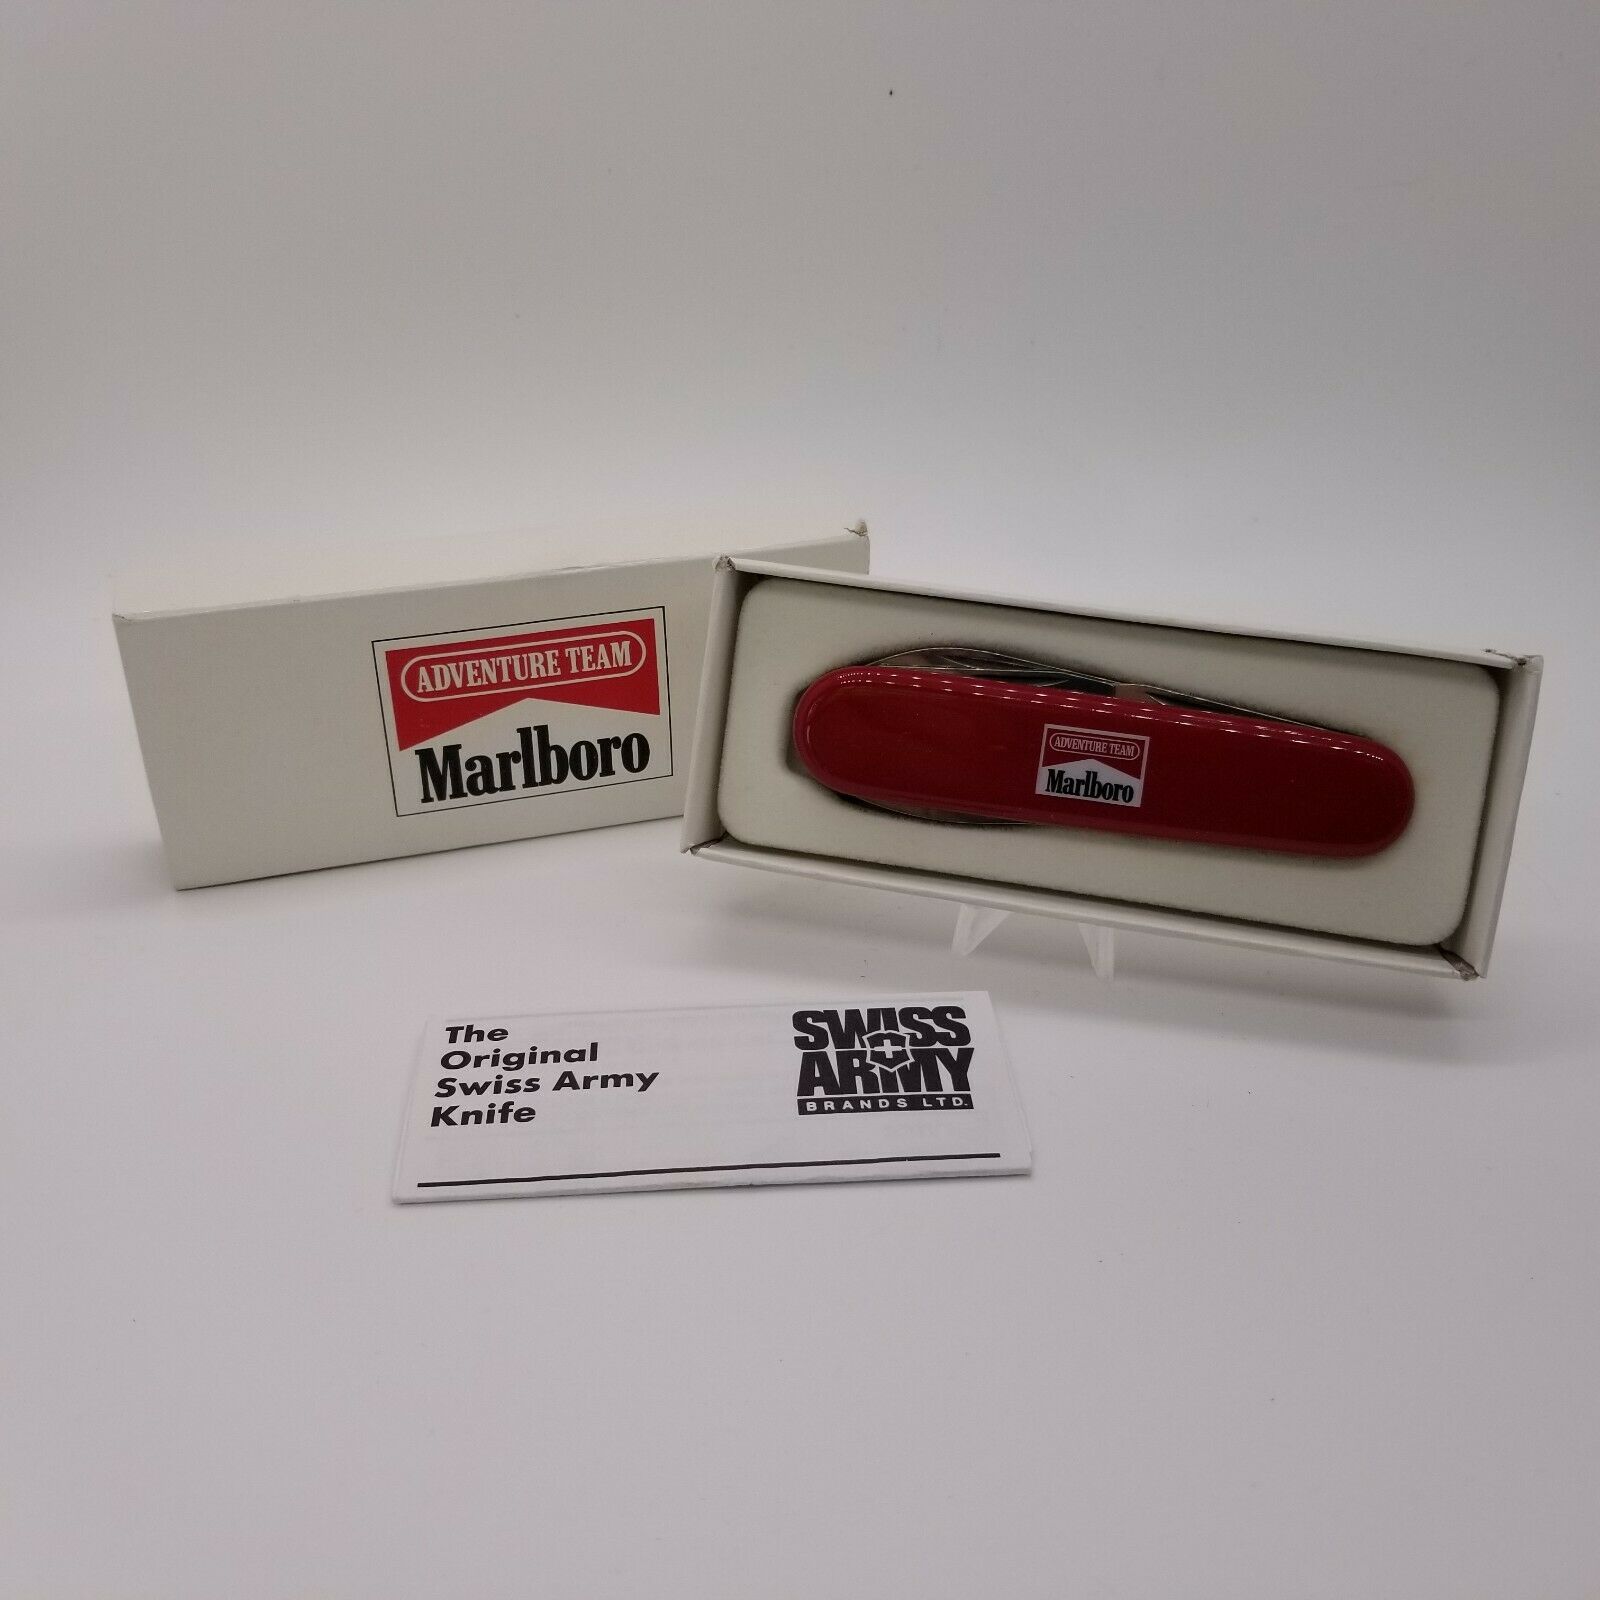 ADVENTURE TEAM
Marlboro
ADVENTURE TEAM
Marlboro
The
Original
Swiss Army
Knife
SWISS
ARMY
BRANDS LTD.